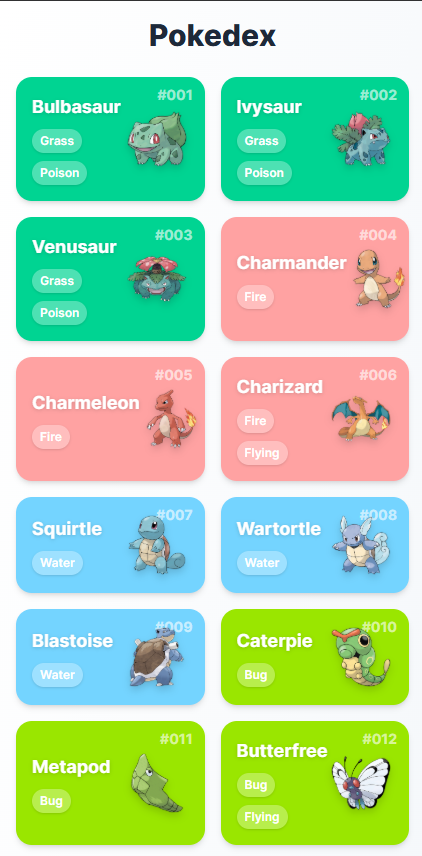 Pokedex
#001
Bulbasaur
Grass
Poison
#002
Ivysaur
Grass
Poison
#003
Venusaur
Grass
Poison
#004
Charmander
Fire
#005
Charmeleon
Fire
#006
Charizard
Fire
Flying
#007
Squirtle
Water
#008
Wartortle
Water
#009
Blastoise
Water
#010
Caterpie
Bug
#011
Metapod
Bug
#012
Butterfree
Bug
Flying